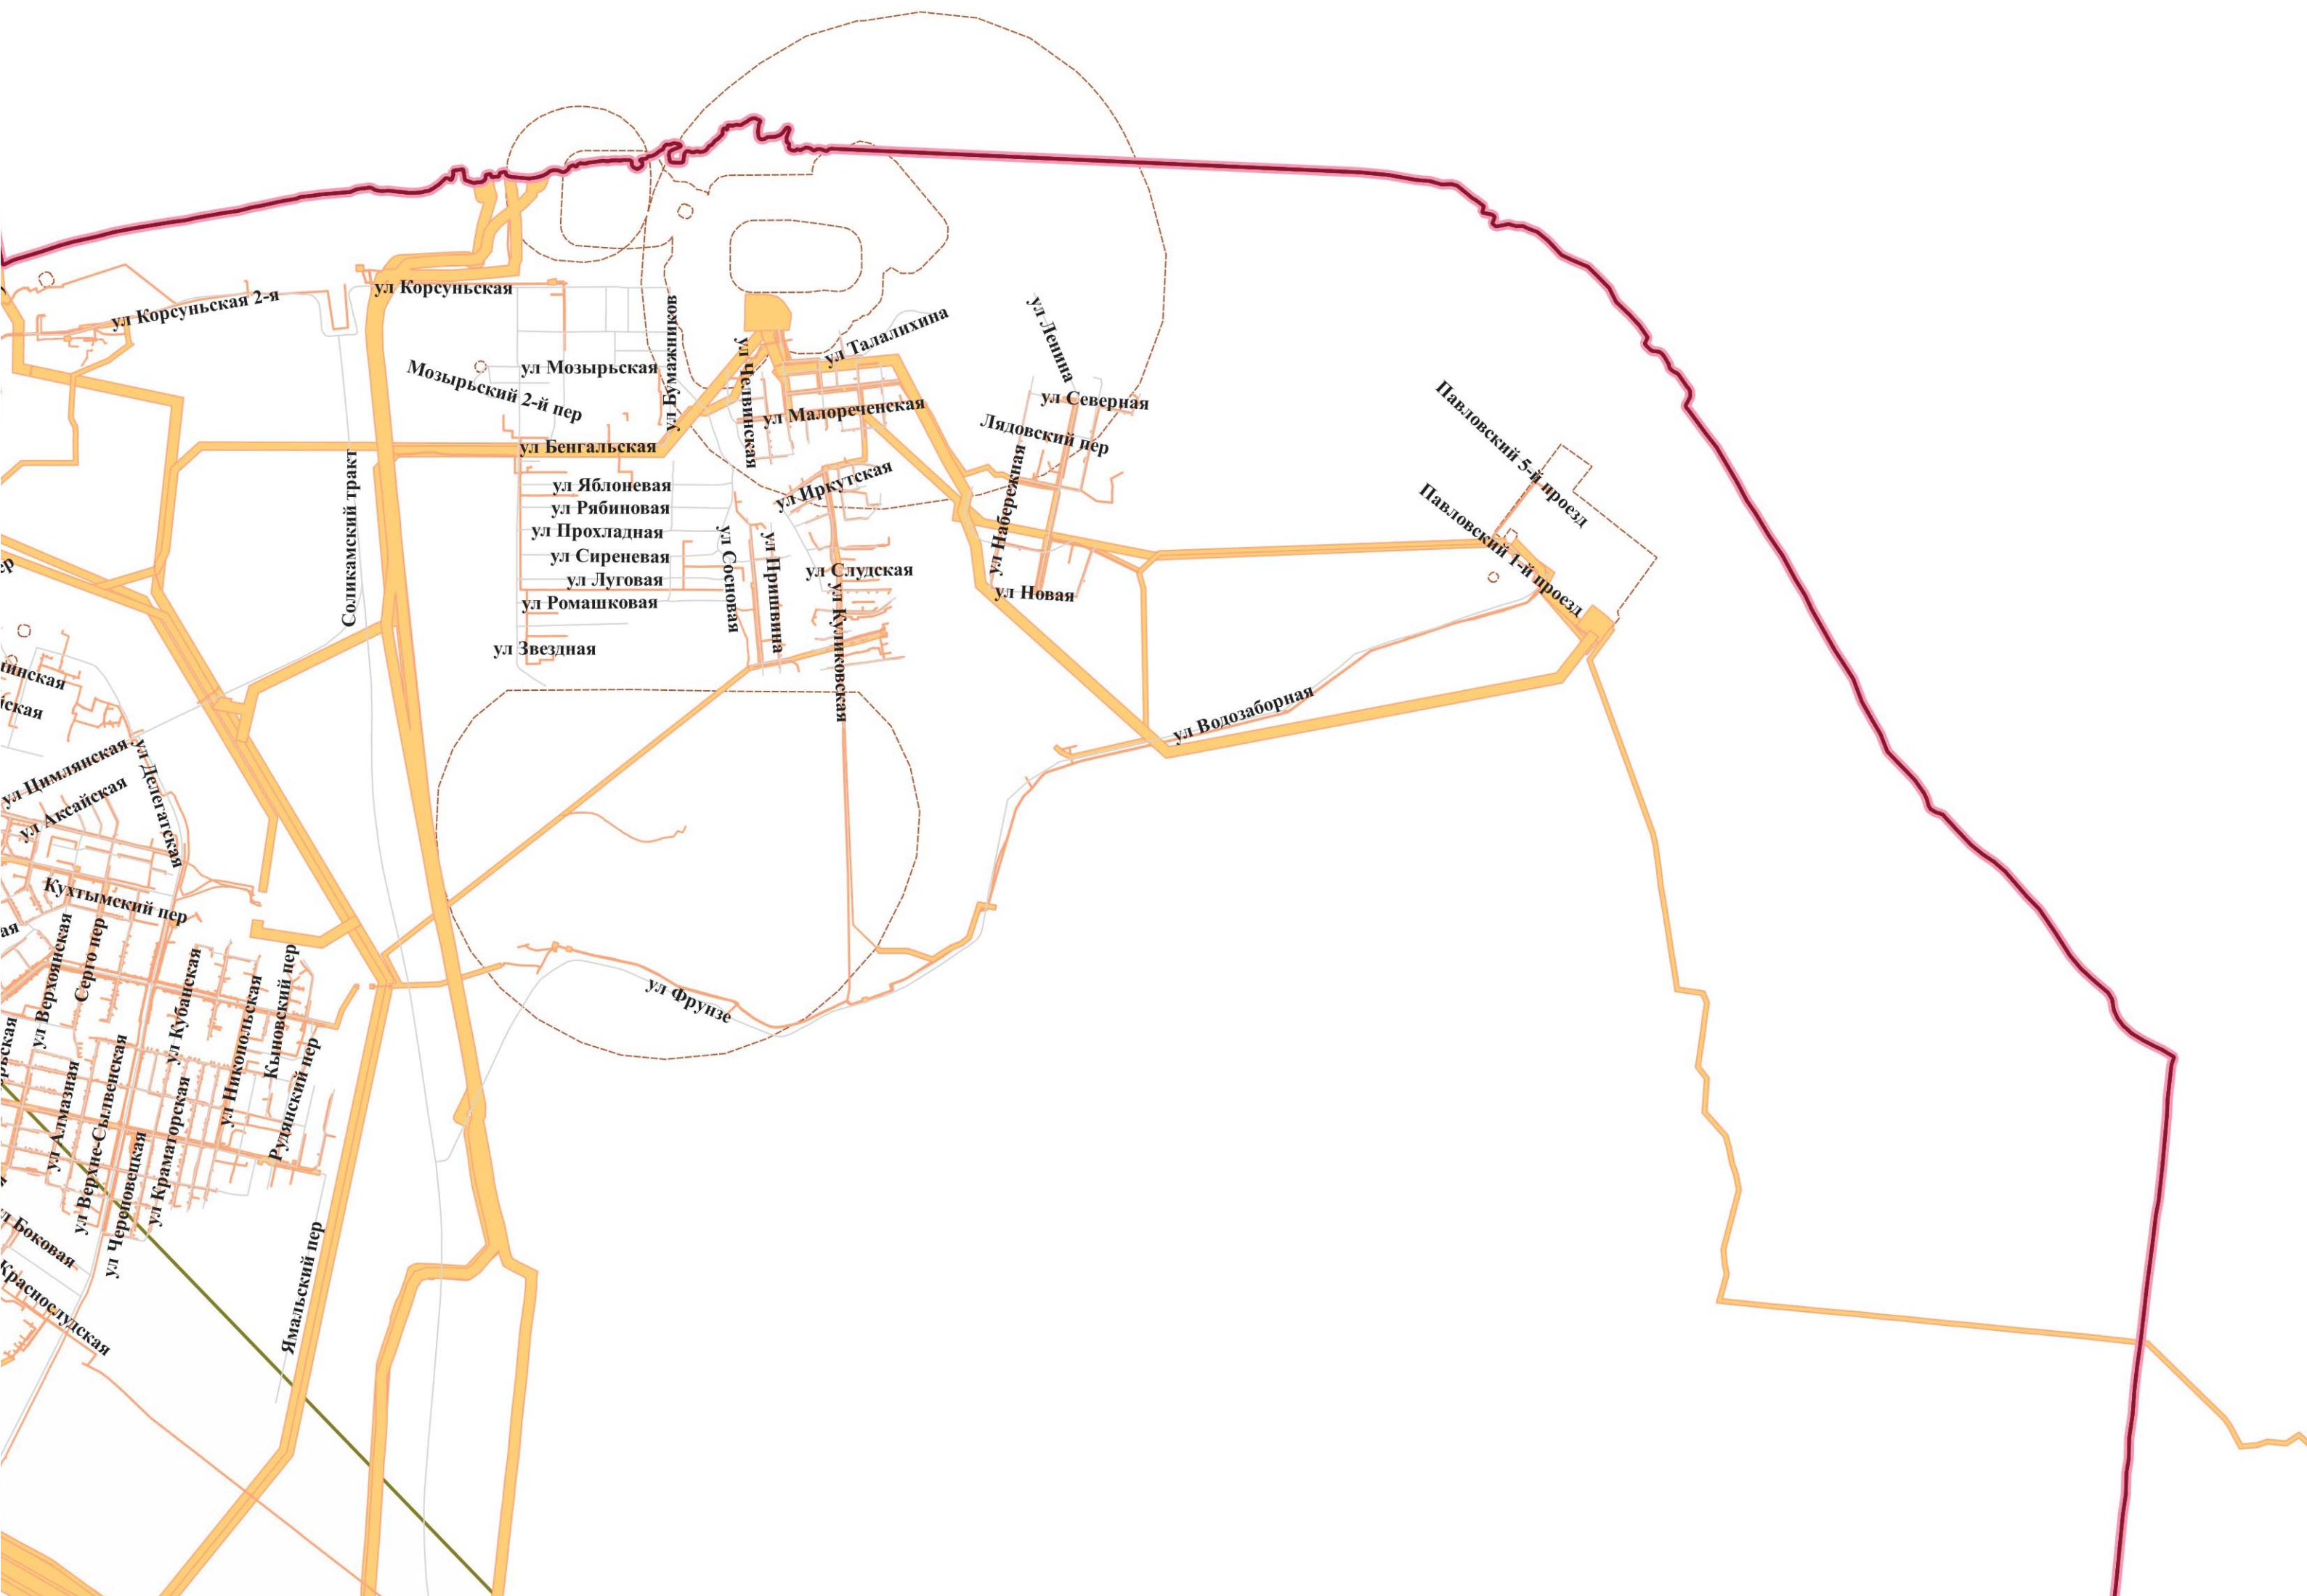 ул Корсуньская 2-я
ул Корсуньская
ул Ленина
ул Талалихина
ул Бумажников
ул Челвинская
ул Мозырьская
Мозырьский 2-й пер
ул Малореченская
ул Северная
Лядовский пер
Павловский 5-й проезд
ул Бенгальская
Соликамский тракт
ул Набережная
ул Иркутская
ул Яблоневая
ул Рябиновая
Павловский 1-й проезд
ул Прохладная
ул Сосновая
ул Пришвина
ул Сиреневая
ул Слудская
ул Луговая
ул Новая
ул Ромашковая
ул Куликовская
ул Звездная
ул Водозаборная
ул Цимлянская
ул Делегатская
ул Аксайская
Кухтымский пер
ул Верхоянская
Серго пер
ул Кубанская
ул Никопольская
Кыновский пер
ул Фрунзе
ул Алмазная
ул Верхне-Сылвенская
ул Краматорская
Рудянский пер
ул Череповецкая
ул Боковая
Краснослудская
Ямальский пер